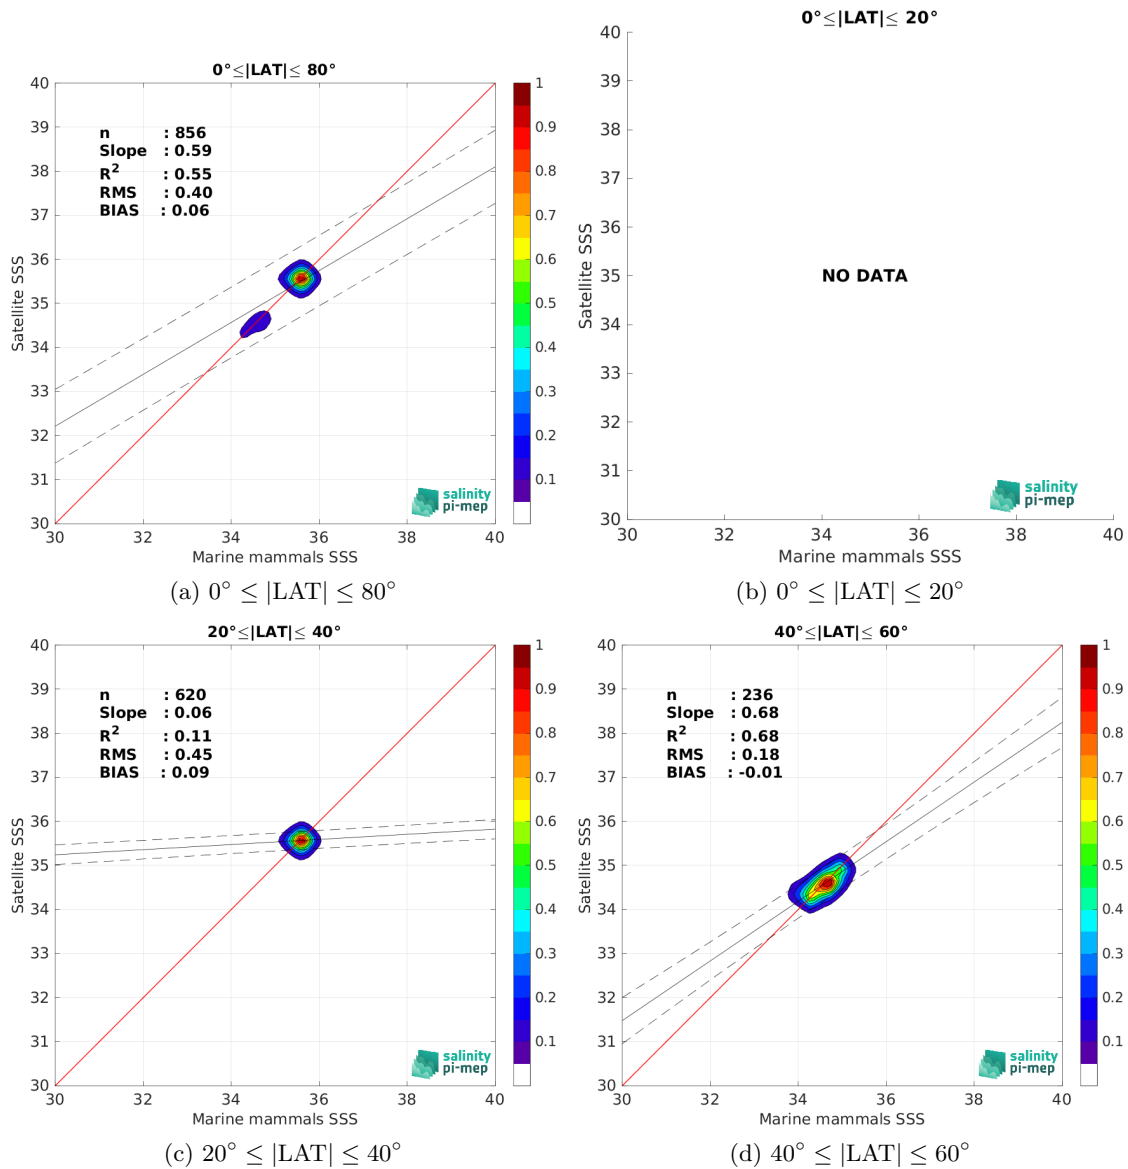 0°≤|LAT|≤ 80°
40
39
38
37
36
35
34
33
32
31
30
Satellite SSS
n : 856
Slope : 0.59
R² : 0.55
RMS : 0.40
BIAS : 0.06
salinity
pi-mep
30 32 34 36 38 40
Marine mammals SSS
1
0.9
0.8
0.7
0.6
0.5
0.4
0.3
0.2
0.1
(a) 0° ≤ |LAT| ≤ 80°
0°≤|LAT|≤ 20°
40
39
38
37
36
35
34
33
32
31
30
Satellite SSS
NO DATA
salinity
pi-mep
30 32 34 36 38 40
Marine mammals SSS
(b) 0° ≤ |LAT| ≤ 20°
20°≤|LAT|≤ 40°
40
39
38
37
36
35
34
33
32
31
30
Satellite SSS
n : 620
Slope : 0.06
R² : 0.11
RMS : 0.45
BIAS : 0.09
salinity
pi-mep
30 32 34 36 38 40
Marine mammals SSS
1
0.9
0.8
0.7
0.6
0.5
0.4
0.3
0.2
0.1
(c) 20° ≤ |LAT| ≤ 40°
40°≤|LAT|≤ 60°
40
39
38
37
36
35
34
33
32
31
30
Satellite SSS
n : 236
Slope : 0.68
R² : 0.68
RMS : 0.18
BIAS : -0.01
salinity
pi-mep
30 32 34 36 38 40
Marine mammals SSS
1
0.9
0.8
0.7
0.6
0.5
0.4
0.3
0.2
0.1
(d) 40° ≤ |LAT| ≤ 60°